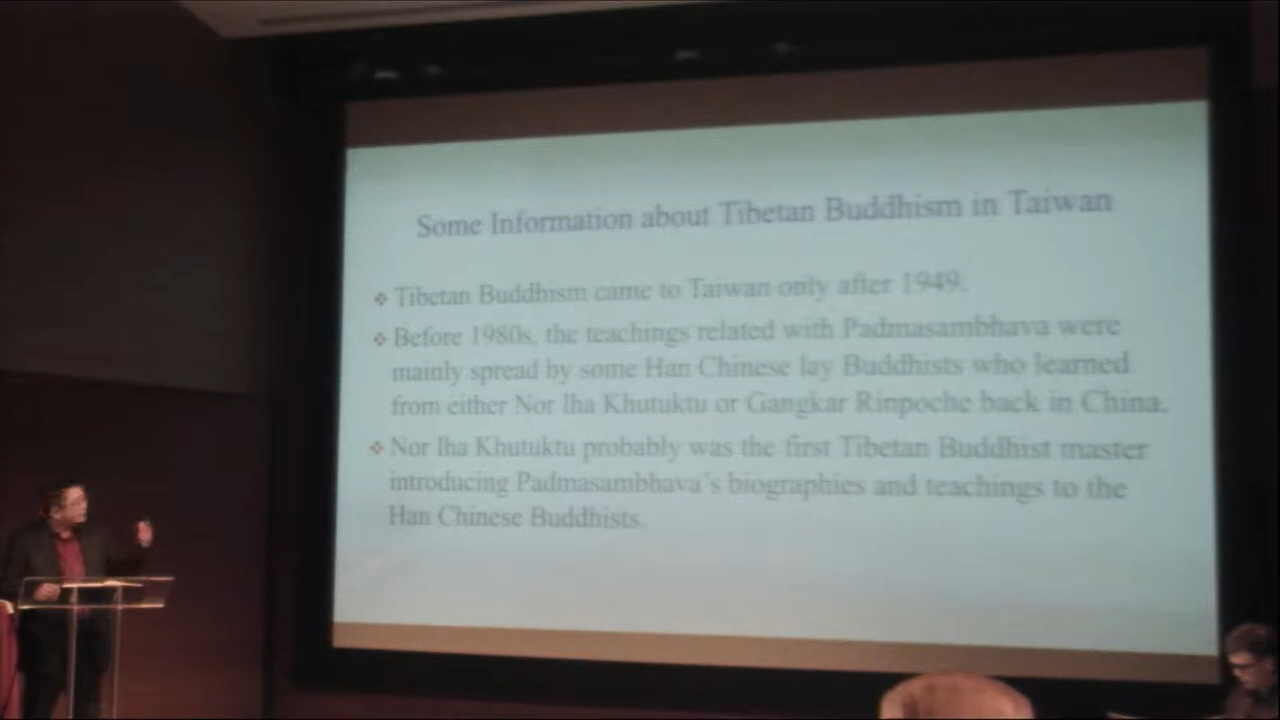 Some Information about Tibetan Buddhism in Taiwan
Tibetan Buddhism came to Taiwan only after 1949.
Before 1980s, the teachings related with Padmasambhava were
mainly spread by some Han Chinese lay Buddhists who learned
from either Nor lha Khutuktu or Gangkar Rinpoche back in China.
Nor lha Khutuktu probably was the first Tibetan Buddhist master
introducing Padmasambhava's biographies and teachings to the
Han Chinese Buddhists.